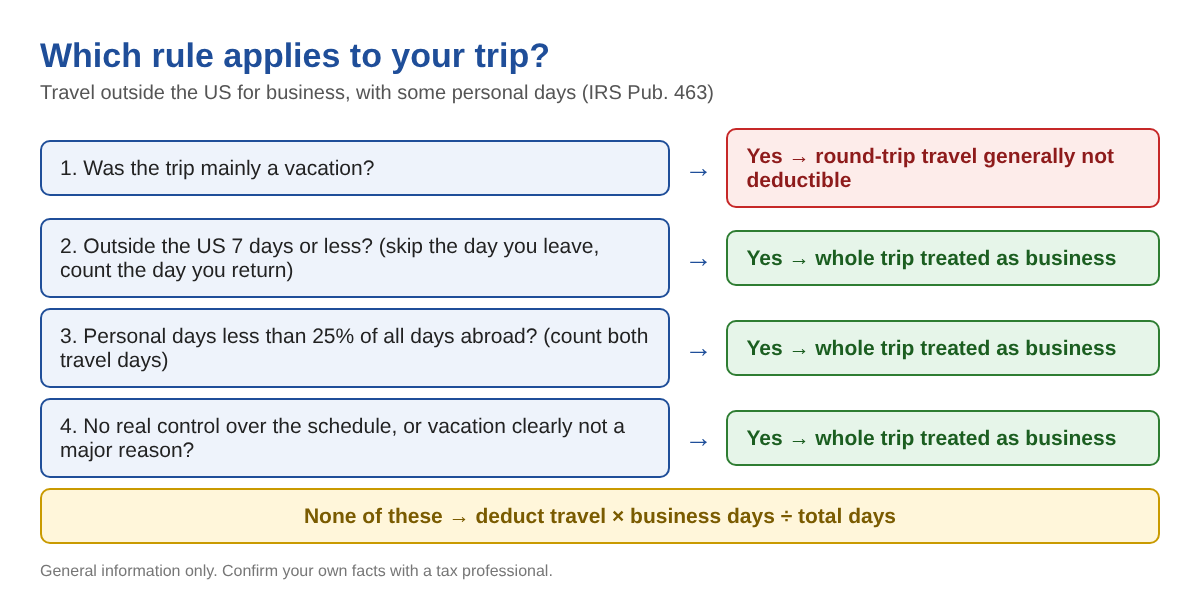 Which rule applies to your trip?
Travel outside the US for business, with some personal days (IRS Pub. 463)
1. Was the trip mainly a vacation?
→
Yes → round-trip travel generally not
deductible
2. Outside the US 7 days or less? (skip the day you leave,
count the day you return)
→
Yes → whole trip treated as business
3. Personal days less than 25% of all days abroad? (count both
travel days)
→
Yes → whole trip treated as business
4. No real control over the schedule, or vacation clearly not a
major reason?
→
Yes → whole trip treated as business
None of these → deduct travel × business days ÷ total days
General information only. Confirm your own facts with a tax professional.